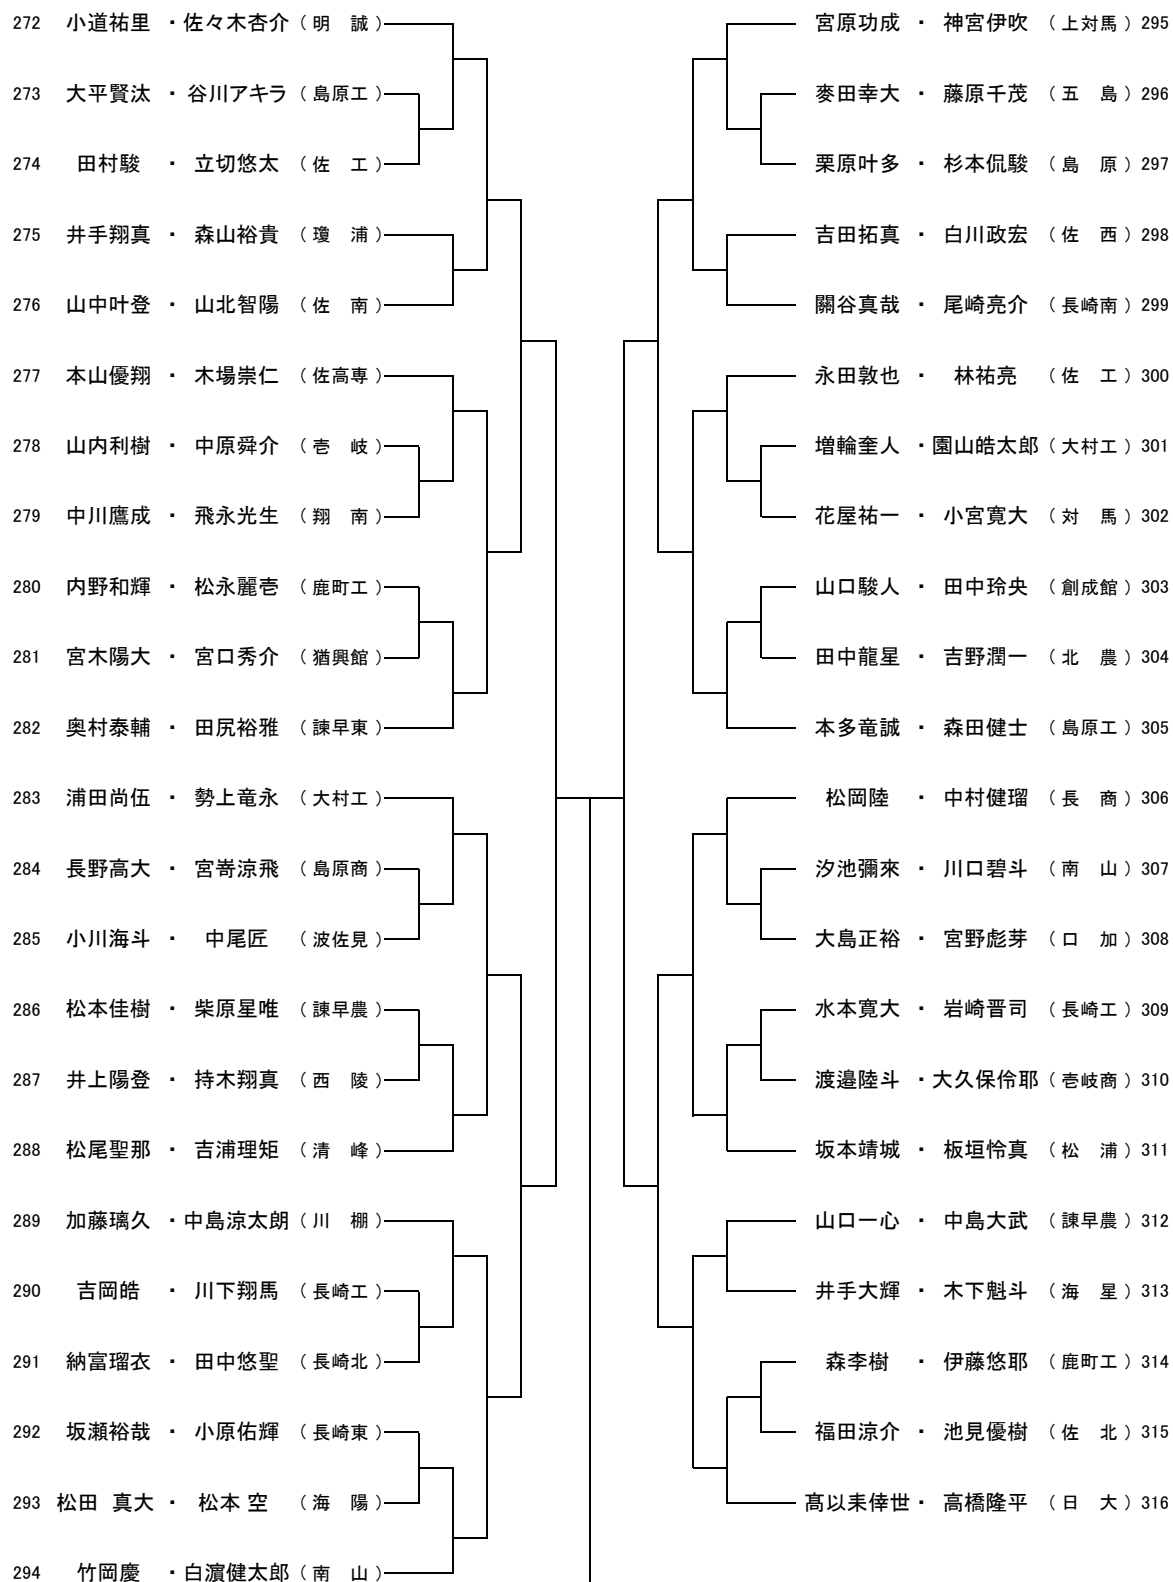 272 小道祐里 ・ 佐々木杏介 （ 明　誠 ）
273 大平賢汰 ・ 谷川アキラ （ 島原工 ）
274 田村駿 ・ 立切悠太 （ 佐　工 ）
275 井手翔真 ・ 森山裕貴 （ 瓊　浦 ）
276 山中叶登 ・ 山北智陽 （ 佐　南 ）
277 本山優翔 ・ 木場崇仁 （ 佐高専 ）
278 山内利樹 ・ 中原舜介 （ 壱　岐 ）
279 中川鷹成 ・ 飛永光生 （ 翔　南 ）
280 内野和輝 ・ 松永麗壱 （ 鹿町工 ）
281 宮木陽大 ・ 宮口秀介 （ 猶興館 ）
282 奥村泰輔 ・ 田尻裕雅 （ 諫早東 ）
283 浦田尚伍 ・ 勢上竜永 （ 大村工 ）
284 長野高大 ・ 宮嵜涼飛 （ 島原商 ）
285 小川海斗 ・ 中尾匠 （ 波佐見 ）
286 松本佳樹 ・ 柴原星唯 （ 諫早農 ）
287 井上陽登 ・ 持木翔真 （ 西　陵 ）
288 松尾聖那 ・ 吉浦理矩 （ 清　峰 ）
289 加藤璃久 ・ 中島涼太朗 （ 川　棚 ）
290 吉岡皓 ・ 川下翔馬 （ 長崎工 ）
291 納富瑠衣 ・ 田中悠聖 （ 長崎北 ）
292 坂瀬裕哉 ・ 小原佑輝 （ 長崎東 ）
293 松田 真大 ・ 松本 空 （ 海　陽 ）
294 竹岡慶 ・ 白濵健太郎 （ 南　山 ）
宮原功成 ・ 神宮伊吹 （ 上対馬 ） 295
麥田幸大 ・ 藤原千茂 （ 五　島 ） 296
栗原叶多 ・ 杉本侃駿 （ 島　原 ） 297
吉田拓真 ・ 白川政宏 （ 佐　西 ） 298
關谷真哉 ・ 尾崎亮介 （ 長崎南 ） 299
永田敦也 ・ 林祐亮 （ 佐　工 ） 300
増輪奎人 ・ 園山皓太郎 （ 大村工 ） 301
花屋祐一 ・ 小宮寛大 （ 対　馬 ） 302
山口駿人 ・ 田中玲央 （ 創成館 ） 303
田中龍星 ・ 吉野潤一 （ 北　農 ） 304
本多竜誠 ・ 森田健士 （ 島原工 ） 305
松岡陸 ・ 中村健瑠 （ 長　商 ） 306
汐池彌來 ・ 川口碧斗 （ 南　山 ） 307
大島正裕 ・ 宮野彪芽 （ 口　加 ） 308
水本寛大 ・ 岩崎晋司 （ 長崎工 ） 309
渡邉陸斗 ・ 大久保伶耶 （ 壱岐商 ） 310
坂本靖城 ・ 板垣怜真 （ 松　浦 ） 311
山口一心 ・ 中島大武 （ 諫早農 ） 312
井手大輝 ・ 木下魁斗 （ 海　星 ） 313
森李樹 ・ 伊藤悠耶 （ 鹿町工 ） 314
福田涼介 ・ 池見優樹 （ 佐　北 ） 315
髙以耒倖世 ・ 高橋隆平 （ 日　大 ） 316